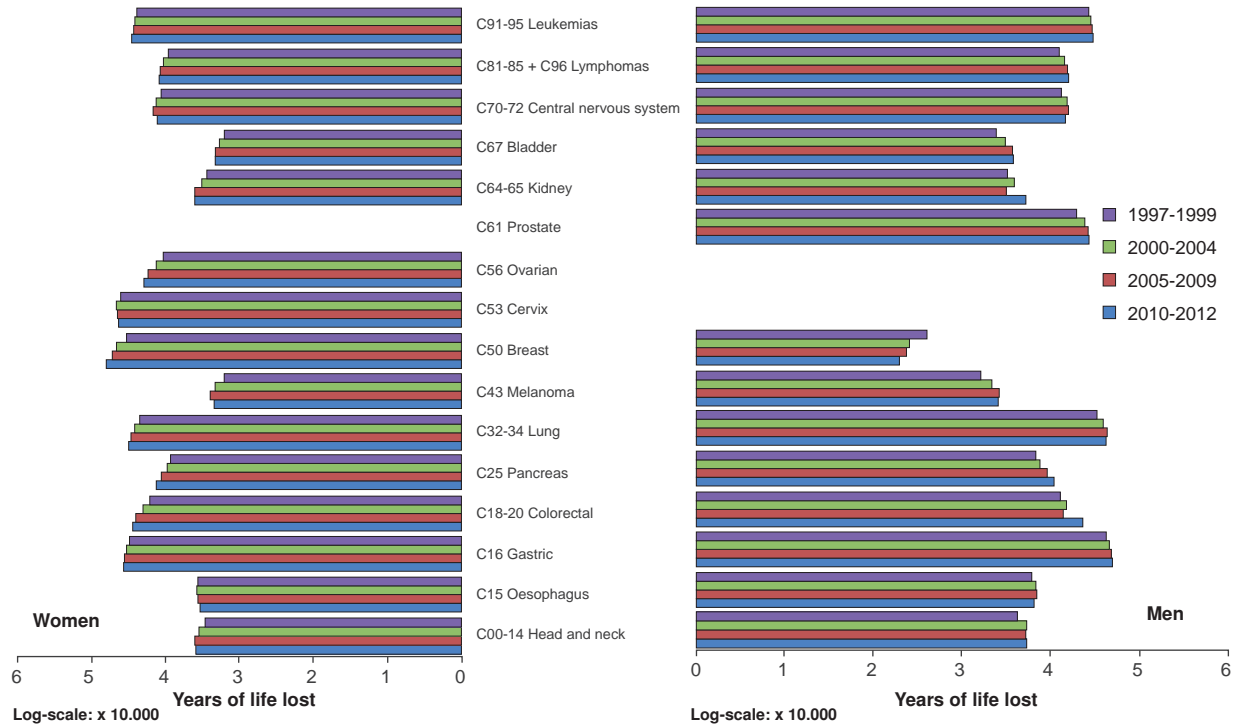 C91-95 Leukemias
C81-85 + C96 Lymphomas
C70-72 Central nervous system
C67 Bladder
C64-65 Kidney
C61 Prostate
C56 Ovarian
C53 Cervix
C50 Breast
C43 Melanoma
C32-34 Lung
C25 Pancreas
C18-20 Colorectal
C16 Gastric
C15 Oesophagus
C00-14 Head and neck
Women
6 5 4 3 2 1 0
Years of life lost
Log-scale: x 10.000
1997-1999
2000-2004
2005-2009
2010-2012
Men
0 1 2 3 4 5 6
Years of life lost
Log-scale: x 10.000